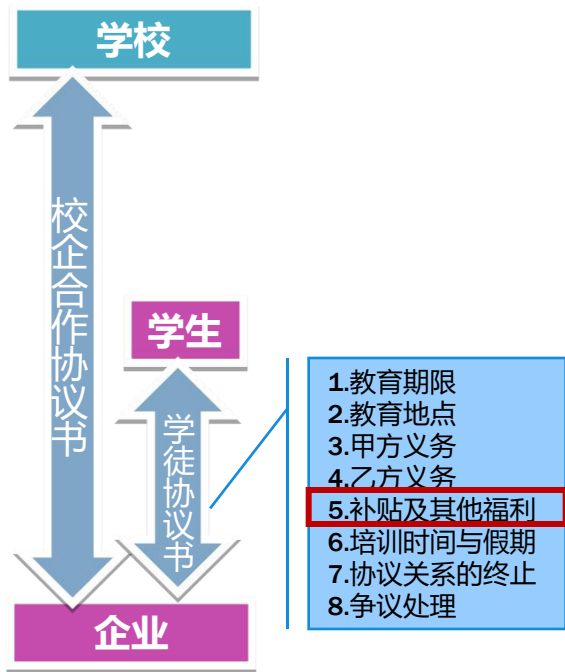 学校
校企合作协议书
学生
学徒协议书
1.教育期限
2.教育地点
3.甲方义务
4.乙方义务
5.补贴及其他福利
6.培训时间与假期
7.协议关系的终止
8.争议处理
企业